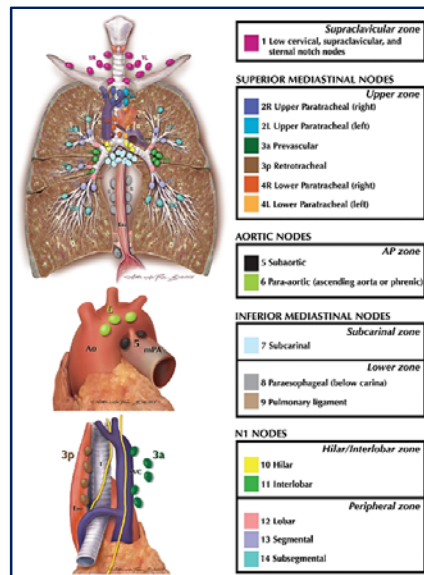 1R
1L
Eso
6
Ao
5
mPA
3p
3a
Supraclavicular zone
1 Low cervical, supraclavicular, and
sternal notch nodes
SUPERIOR MEDIASTINAL NODES
Upper zone
2R Upper Paratracheal (right)
2L Upper Paratracheal (left)
3a Prevascular
3p Retrotracheal
4R Lower Paratracheal (right)
4L Lower Paratracheal (left)
AORTIC NODES
AP zone
5 Subaortic
6 Para-aortic (ascending aorta or phrenic)
INFERIOR MEDIASTINAL NODES
Subcarinal zone
7 Subcarinal
Lower zone
8 Paraesophageal (below carina)
9 Pulmonary ligament
N1 NODES
Hilar/Interlobar zone
10 Hilar
11 Interlobar
Peripheral zone
12 Lobar
13 Segmental
14 Subsegmental